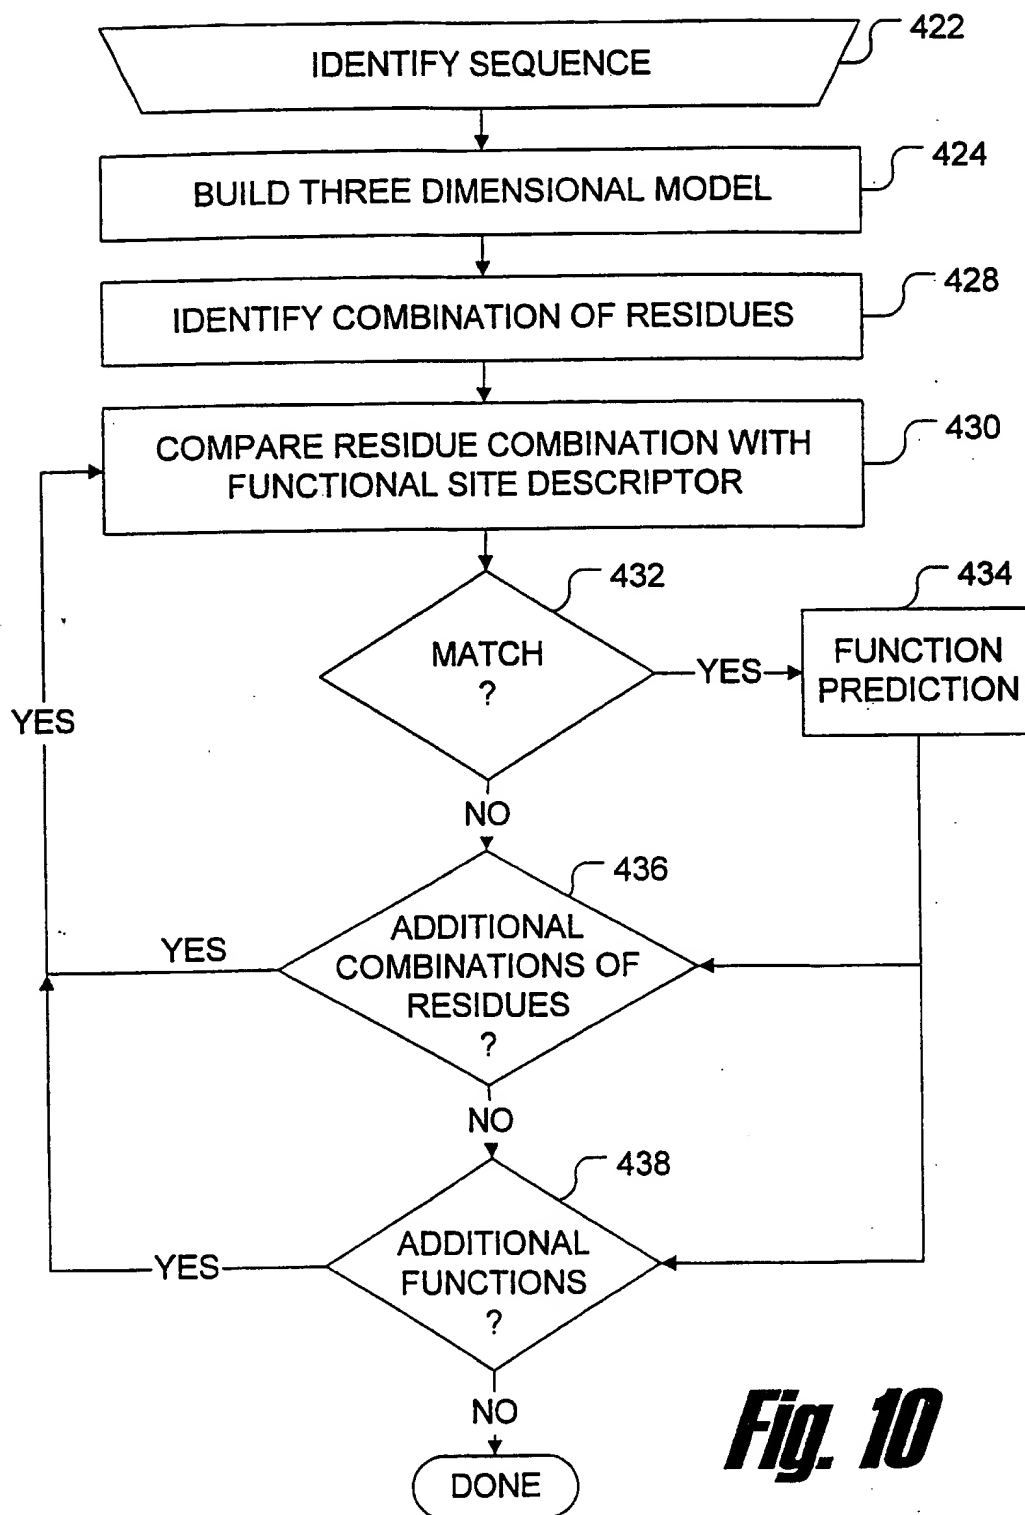 IDENTIFY SEQUENCE
422
BUILD THREE DIMENSIONAL MODEL
424
IDENTIFY COMBINATION OF RESIDUES
428
COMPARE RESIDUE COMBINATION WITH
FUNCTIONAL SITE DESCRIPTOR
430
432
MATCH
?
YES
434
FUNCTION
PREDICTION
YES
NO
436
ADDITIONAL
COMBINATIONS OF
RESIDUES
?
YES
NO
438
ADDITIONAL
FUNCTIONS
?
YES
NO
DONE
Fig. 10